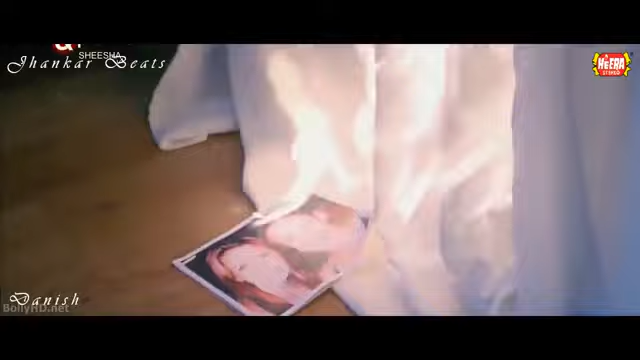 SHEESHA
Jhankar Beats
HEERA
STEREO
Danish
BollyHD.net